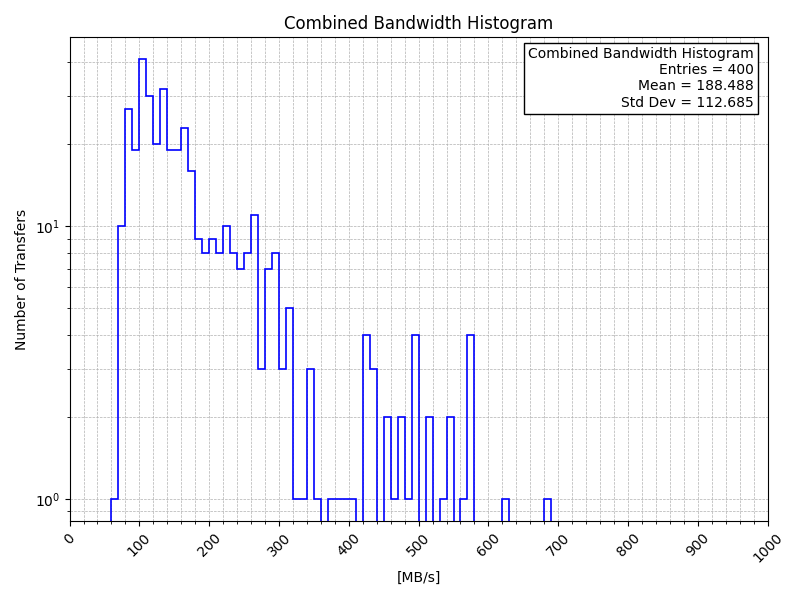 Combined Bandwidth Histogram
Combined Bandwidth Histogram
Entries = 400
Mean = 188.488
Std Dev = 112.685
Number of Transfers
10¹
10⁰
0 100 200 300 400 500 600 700 800 900 1000
[MB/s]